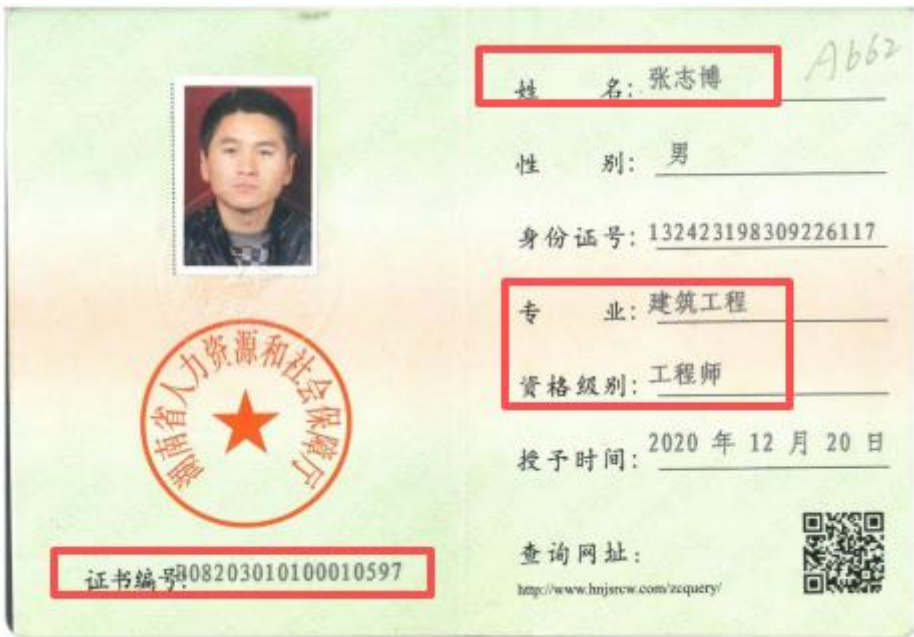 A662
姓 名: 张志博
性 别: 男
身份证号: 132423198309226117
专 业: 建筑工程
资格级别: 工程师
授予时间: 2020 年 12 月 20 日
查询网址:
http://www.hnjsrcw.com/zcquery/
湖南省人力资源和社会保障厅
证书编号: B08203010100010597